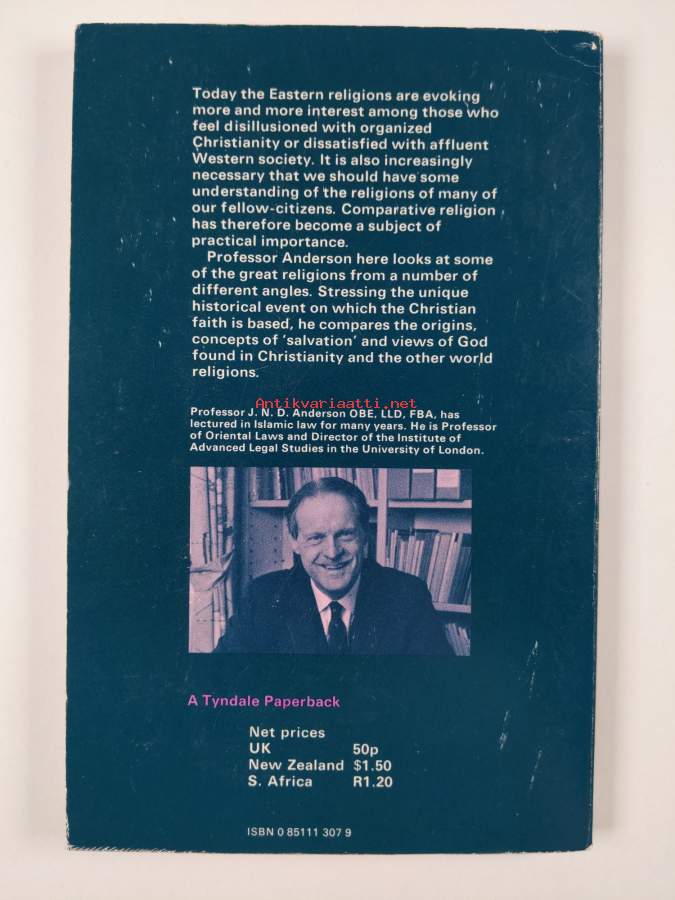 Today the Eastern religions are evoking
more and more interest among those who
feel disillusioned with organized
Christianity or dissatisfied with affluent
Western society. It is also increasingly
necessary that we should have some
understanding of the religions of many of
our fellow-citizens. Comparative religion
has therefore become a subject of
practical importance.
Professor Anderson here looks at some
of the great religions from a number of
different angles. Stressing the unique
historical event on which the Christian
faith is based, he compares the origins,
concepts of 'salvation' and views of God
found in Christianity and the other world
religions.
Antikvariaatti.net
Professor J. N. D. Anderson OBE, LLD, FBA, has
lectured in Islamic law for many years. He is Professor
of Oriental Laws and Director of the Institute of
Advanced Legal Studies in the University of London.
A Tyndale Paperback
Net prices
UK 50p
New Zealand $1.50
S. Africa R1.20
ISBN 0 85111 307 9